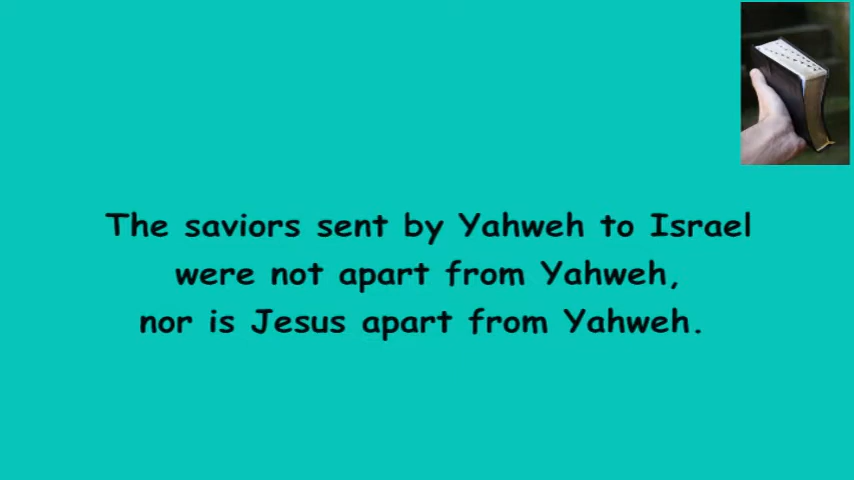 The saviors sent by Yahweh to Israel
were not apart from Yahweh,
nor is Jesus apart from Yahweh.